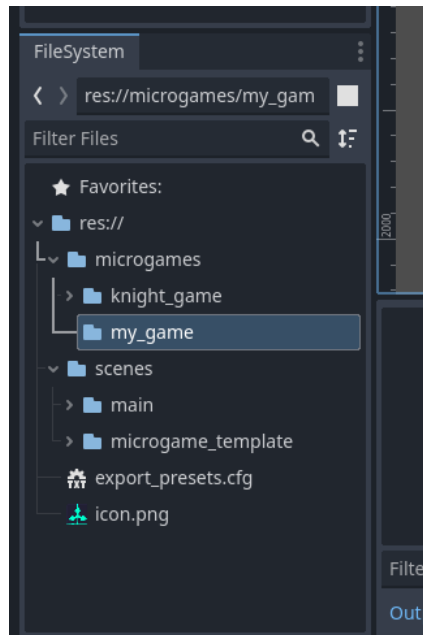 FileSystem
res://microgames/my_gam
Filter Files
Favorites:
res://
microgames
knight_game
my_game
scenes
main
microgame_template
TXT
export_presets.cfg
icon.png
2000
Filte
Out